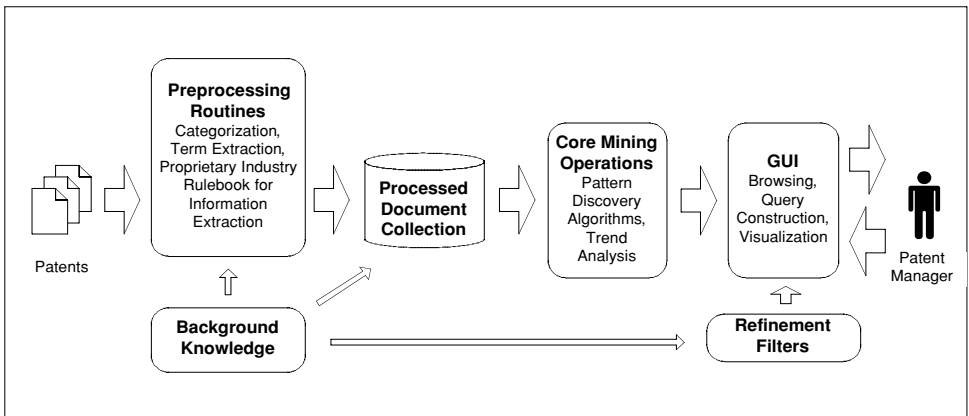 Patents
Preprocessing
Routines
Categorization,
Term Extraction,
Proprietary Industry
Rulebook for
Information
Extraction
Background
Knowledge
Processed
Document
Collection
Core Mining
Operations
Pattern
Discovery
Algorithms,
Trend
Analysis
GUI
Browsing,
Query
Construction,
Visualization
Refinement
Filters
Patent
Manager